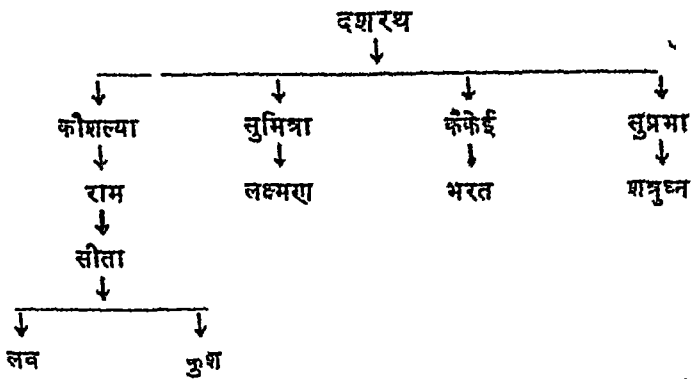 दशरथ
कौशल्या सुमित्रा कैकेई सुप्रभा
राम लक्ष्मण भरत शत्रुघ्न
सीता
लव कुश